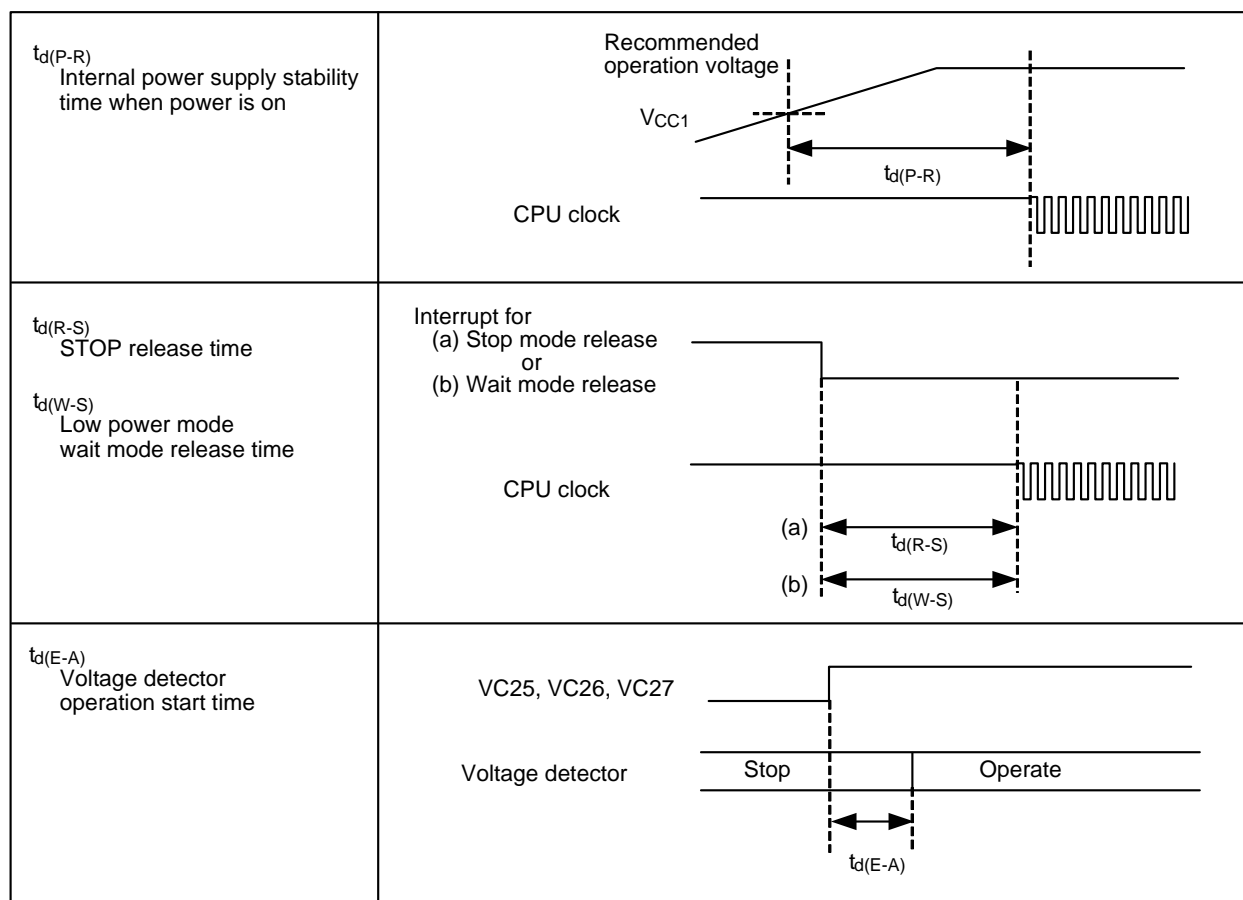 td(P-R)
Internal power supply stability
time when power is on
Recommended
operation voltage
VCC1
td(P-R)
CPU clock
td(R-S)
STOP release time
td(W-S)
Low power mode
wait mode release time
Interrupt for
(a) Stop mode release
or
(b) Wait mode release
CPU clock
(a)
td(R-S)
(b)
td(W-S)
td(E-A)
Voltage detector
operation start time
VC25, VC26, VC27
Voltage detector
Stop
Operate
td(E-A)